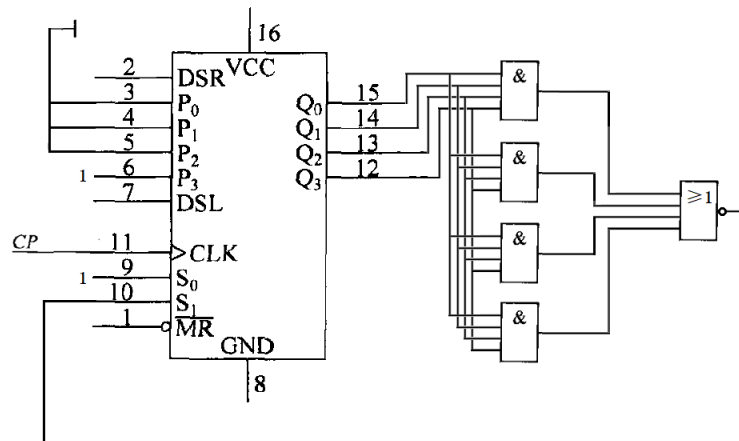 16
VCC
2 DSR
3 P₀
4 P₁
5 P₂
1 6 P₃
7 DSL
CP 11 CLK
1 9 S₀
10 S₁
1 M̅R̅
GND
8
Q₀ 15
Q₁ 14
Q₂ 13
Q₃ 12
&
&
&
&
≥1